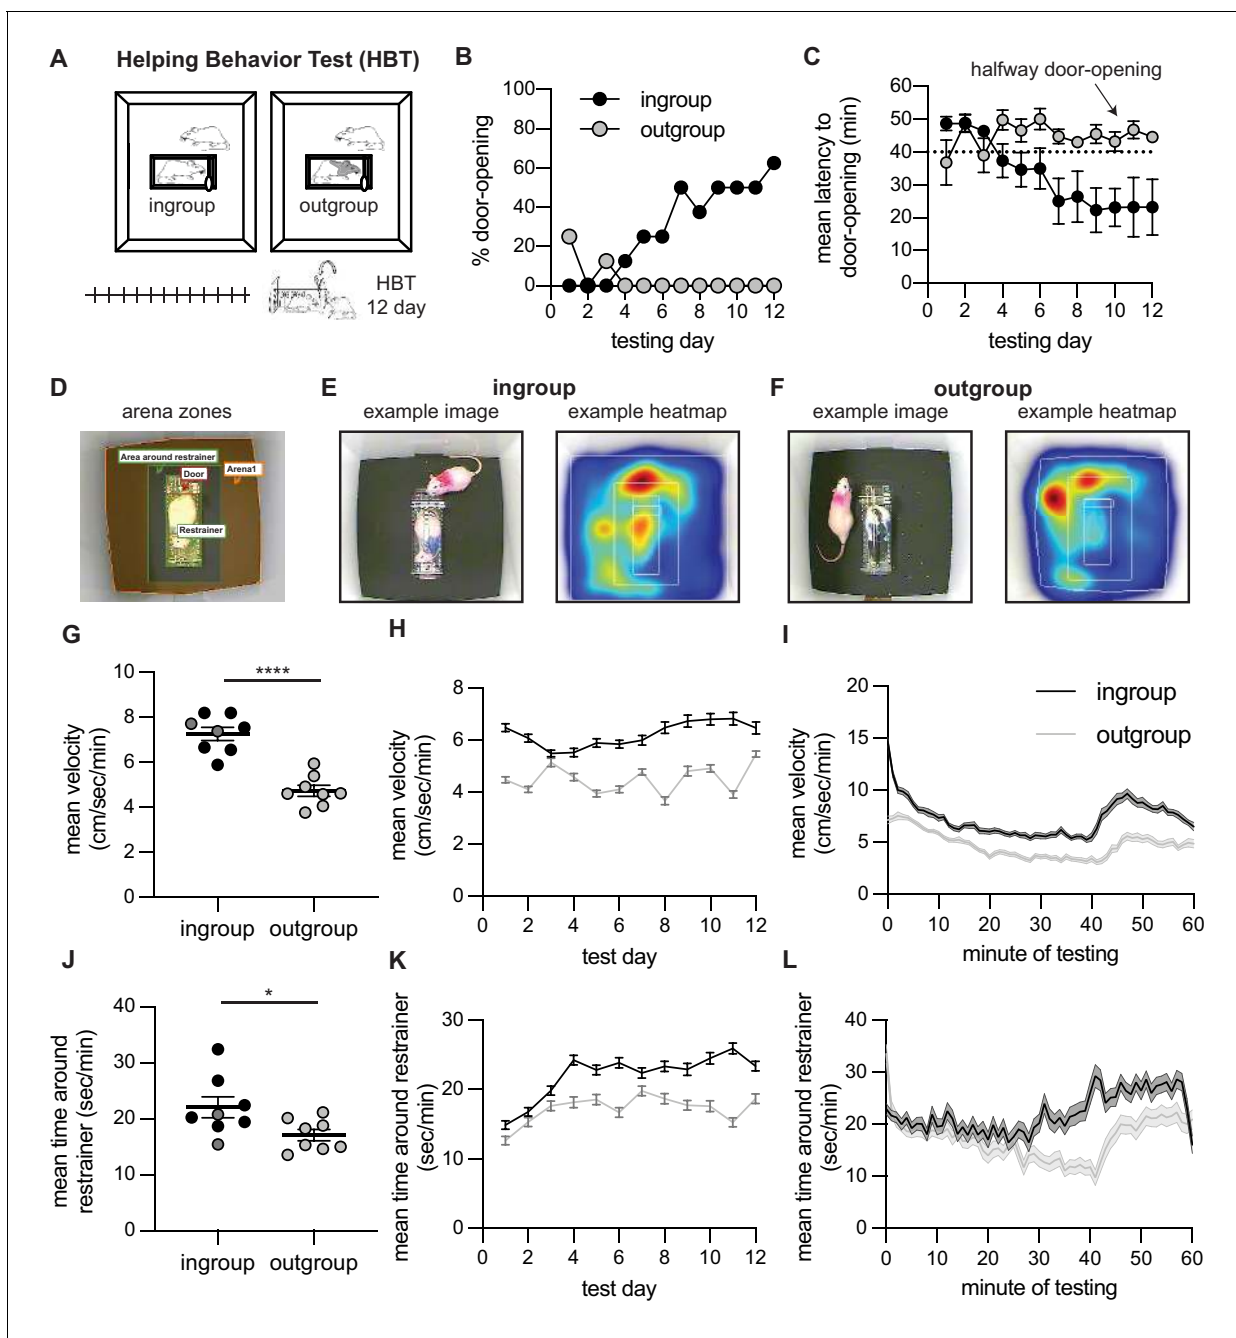 A
Helping Behavior Test (HBT)
ingroup
outgroup
HBT
12 day
B
100
80
60
40
20
0
% door-opening
ingroup
outgroup
0 2 4 6 8 10 12
testing day
C
halfway door-opening
60
50
40
30
20
10
0
mean latency to
door-opening (min)
0 2 4 6 8 10 12
testing day
D
arena zones
Area around restrainer
Door
Arena1
Restrainer
E
ingroup
example image
example heatmap
F
outgroup
example image
example heatmap
G
10
8
6
4
2
0
mean velocity
(cm/sec/min)
****
ingroup outgroup
H
8
6
4
2
0
mean velocity
(cm/sec/min)
0 2 4 6 8 10 12
test day
I
20
15
10
5
0
mean velocity
(cm/sec/min)
ingroup
outgroup
0 10 20 30 40 50 60
minute of testing
J
40
30
20
10
0
mean time around
restrainer (sec/min)
*
ingroup outgroup
K
30
20
10
0
mean time around restrainer
(sec/min)
0 2 4 6 8 10 12
test day
L
40
30
20
10
0
mean time around restrainer
(sec/min)
0 10 20 30 40 50 60
minute of testing